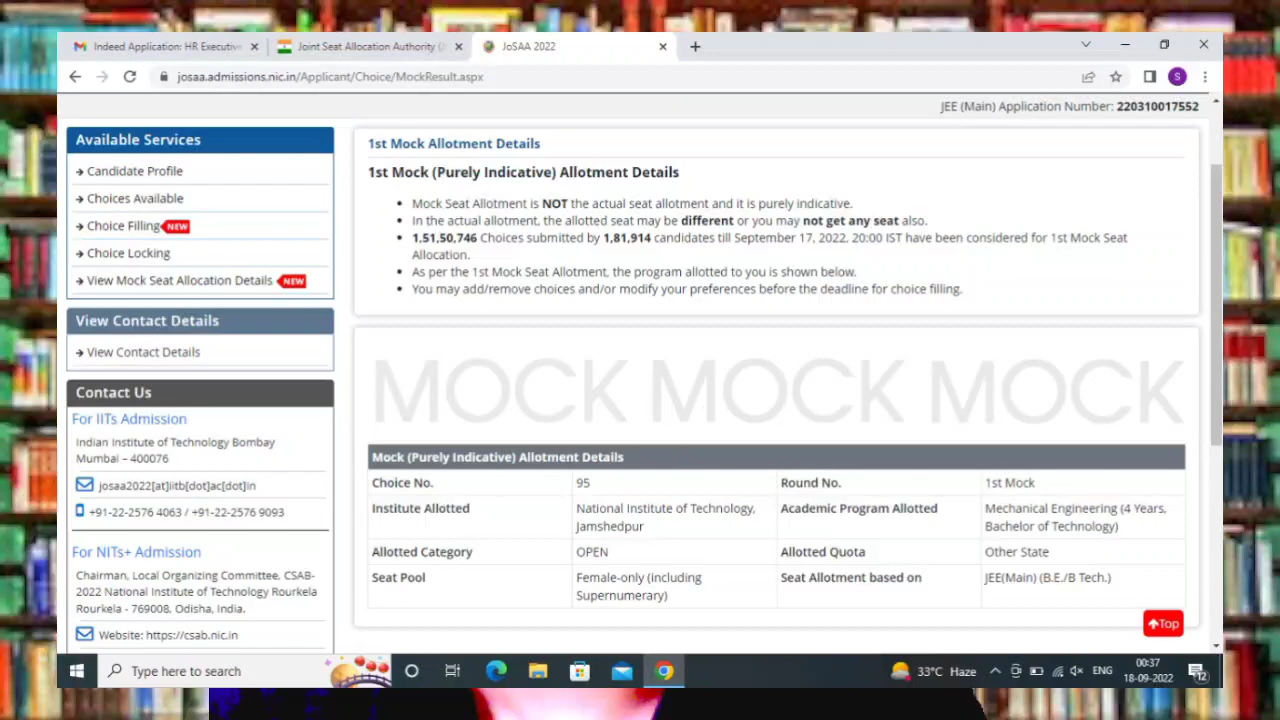 Indeed Application: HR Executive
Joint Seat Allocation Authority (
JoSAA 2022
josaa.admissions.nic.in/Applicant/Choice/MockResult.aspx
S
JEE (Main) Application Number: 220310017552
Available Services
Candidate Profile
Choices Available
Choice Filling NEW
Choice Locking
View Mock Seat Allocation Details NEW
View Contact Details
View Contact Details
Contact Us
For IITs Admission
Indian Institute of Technology Bombay
Mumbai – 400076
josaa2022[at]iitb[dot]ac[dot]in
+91-22-2576 4063 / +91-22-2576 9093
For NITs+ Admission
Chairman, Local Organizing Committee, CSAB-
2022 National Institute of Technology Rourkela
Rourkela - 769008, Odisha, India.
Website: https://csab.nic.in
1st Mock Allotment Details
1st Mock (Purely Indicative) Allotment Details
Mock Seat Allotment is NOT the actual seat allotment and it is purely indicative.
In the actual allotment, the allotted seat may be different or you may not get any seat also.
1,51,50,746 Choices submitted by 1,81,914 candidates till September 17, 2022, 20:00 IST have been considered for 1st Mock Seat
Allocation.
As per the 1st Mock Seat Allotment, the program allotted to you is shown below.
You may add/remove choices and/or modify your preferences before the deadline for choice filling.
MOCK MOCK MOCK
Mock (Purely Indicative) Allotment Details
Choice No. 95 Round No. 1st Mock
Institute Allotted National Institute of Technology, Academic Program Allotted Mechanical Engineering (4 Years,
Jamshedpur Bachelor of Technology)
Allotted Category OPEN Allotted Quota Other State
Seat Pool Female-only (including Seat Allotment based on JEE(Main) (B.E./B Tech.)
Supernumerary)
Top
Type here to search
33°C Haze
ENG
00:37
18-09-2022
12